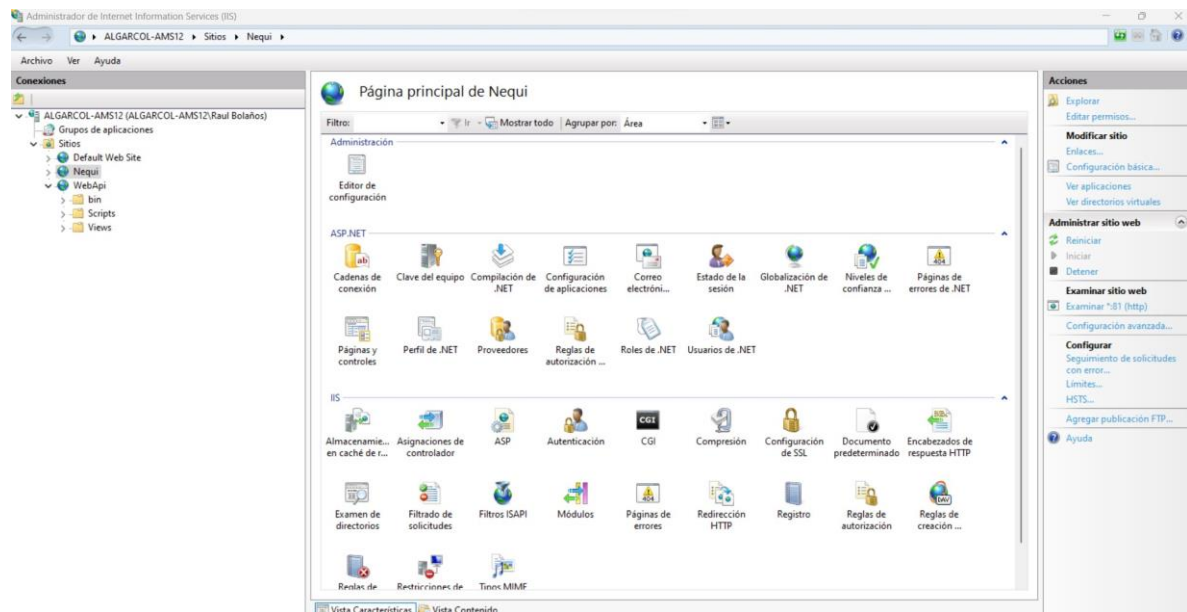 Administrador de Internet Information Services (IIS)
ALGARCOL-AMS12 Sitios Nequi
Archivo Ver Ayuda
Conexiones
ALGARCOL-AMS12 (ALGARCOL-AMS12\Raul Bolaños)
Grupos de aplicaciones
Sitios
Default Web Site
Nequi
WebApi
bin
Scripts
Views
Página principal de Nequi
Filtro: Ir Mostrar todo Agrupar por: Área
Administración
Editor de
configuración
ASP.NET
Cadenas de
conexión
Clave del equipo
Compilación de
.NET
Configuración
de aplicaciones
Correo
electróni...
Estado de la
sesión
Globalización de
.NET
Niveles de
confianza ...
Páginas de
errores de .NET
Páginas y
controles
Perfil de .NET
Proveedores
Reglas de
autorización ...
Roles de .NET
Usuarios de .NET
IIS
Almacenamie...
en caché de r...
Asignaciones de
controlador
ASP
Autenticación
CGI
CGI
Compresión
Configuración
de SSL
Documento
predeterminado
Encabezados de
respuesta HTTP
Examen de
directorios
Filtrado de
solicitudes
Filtros ISAPI
Módulos
Páginas de
errores
Redirección
HTTP
Registro
Reglas de
autorización
DAV
Reglas de
creación ...
Reglas de
Restricciones de
Tipos MIME
Vista Características Vista Contenido
Acciones
Explorar
Editar permisos...
Modificar sitio
Enlaces...
Configuración básica...
Ver aplicaciones
Ver directorios virtuales
Administrar sitio web
Reiniciar
Iniciar
Detener
Examinar sitio web
Examinar *:81 (http)
Configuración avanzada...
Configurar
Seguimiento de solicitudes
con error...
Límites...
HSTS...
Agregar publicación FTP...
Ayuda